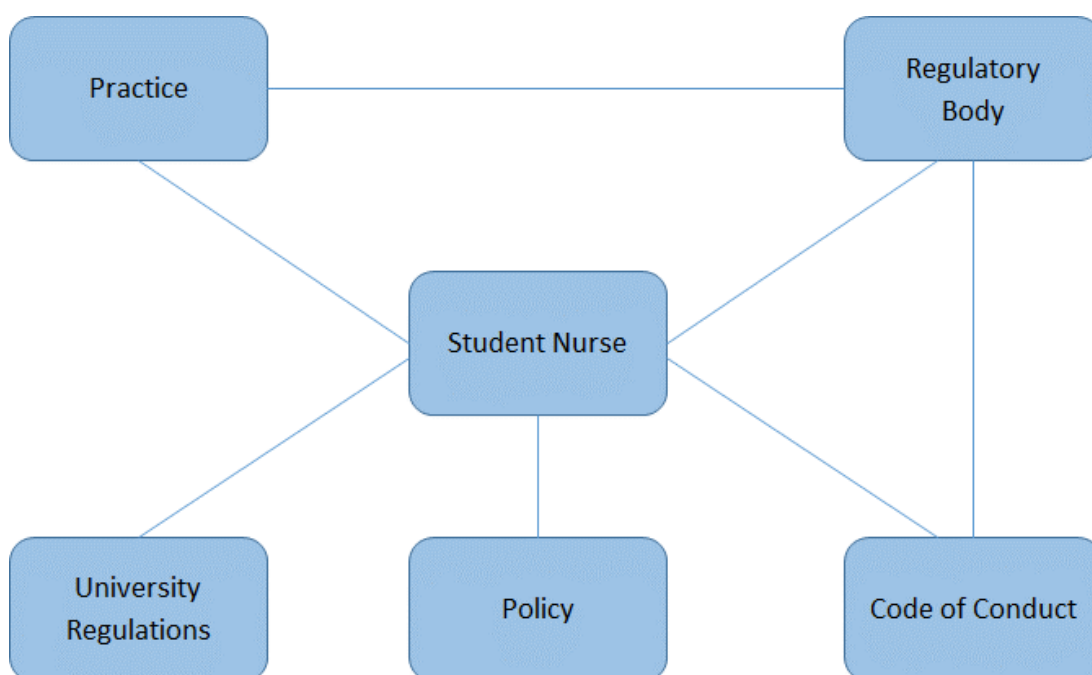 Practice
Regulatory
Body
Student Nurse
University
Regulations
Policy
Code of Conduct